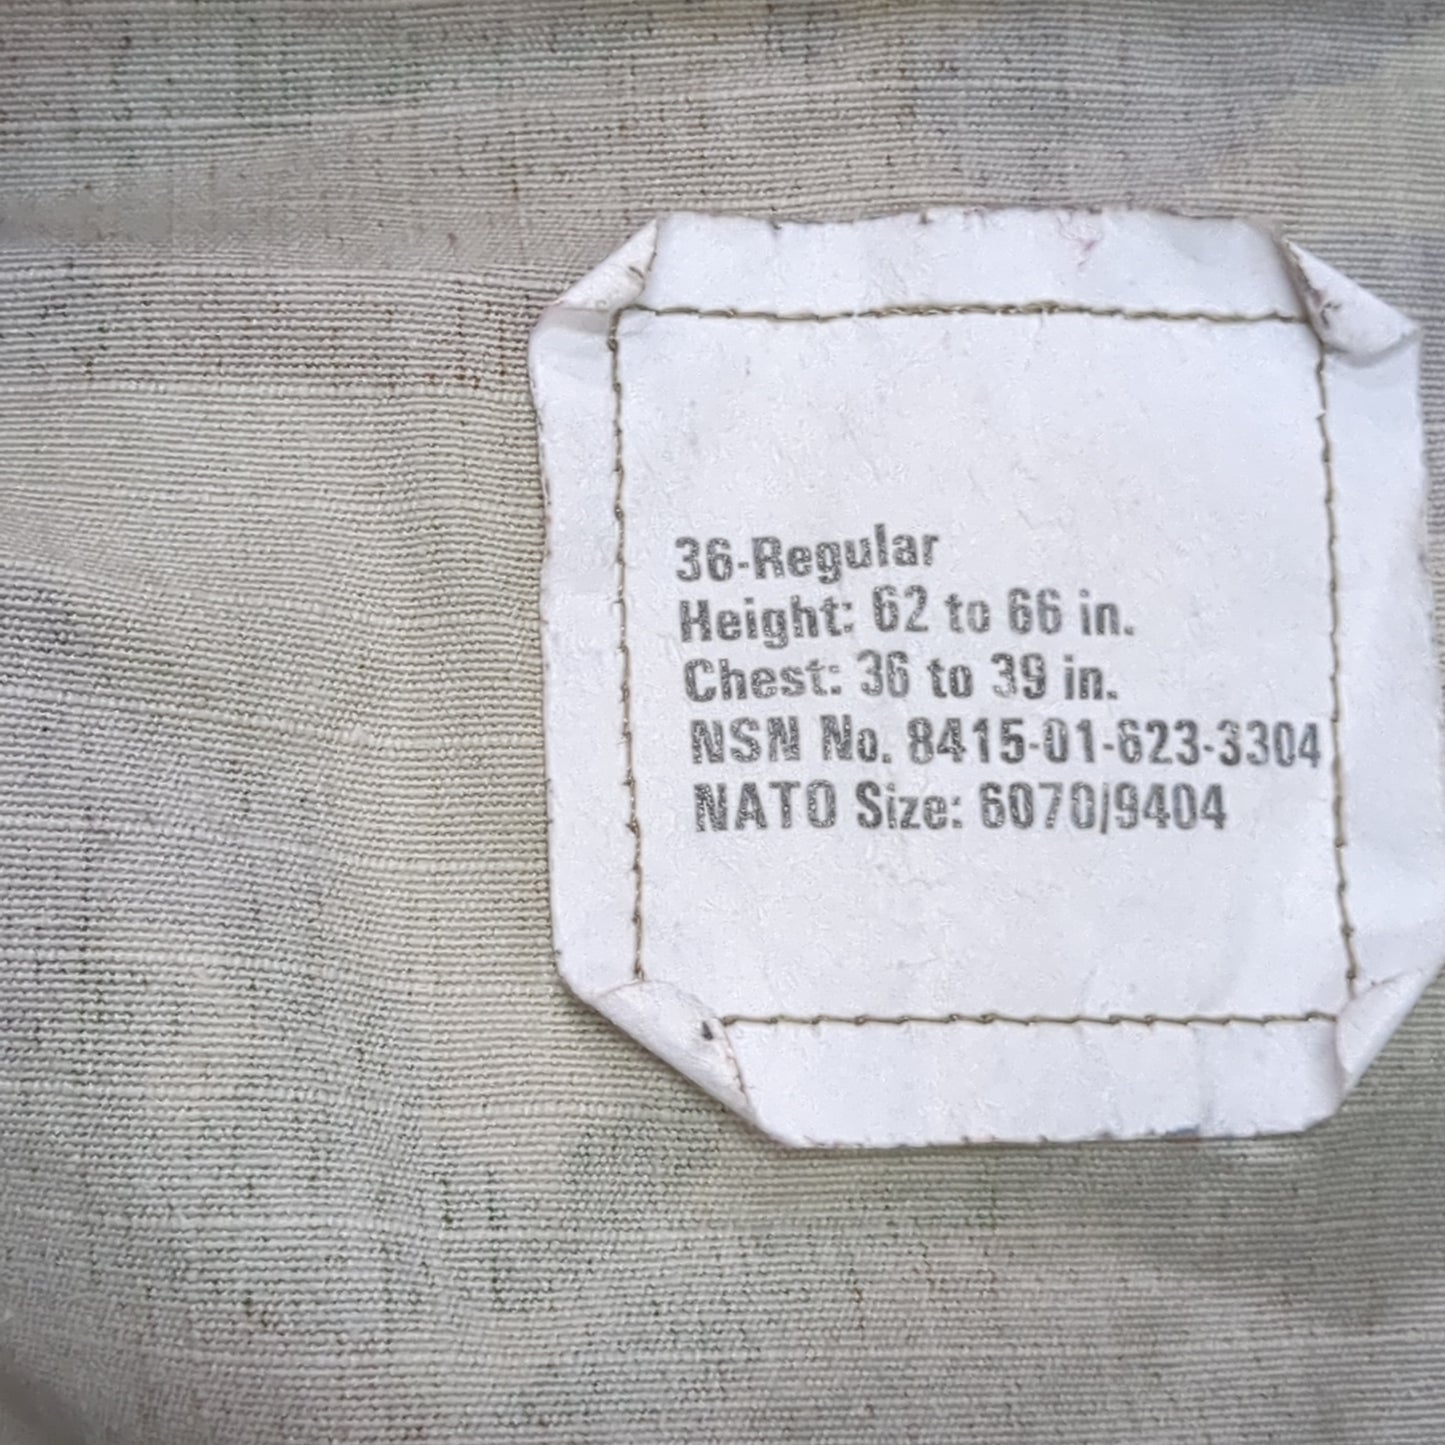 36-Regular
Height: 62 to 66 in.
Chest: 36 to 39 in.
NSN No. 8415-01-623-3304
NATO Size: 6070/9404